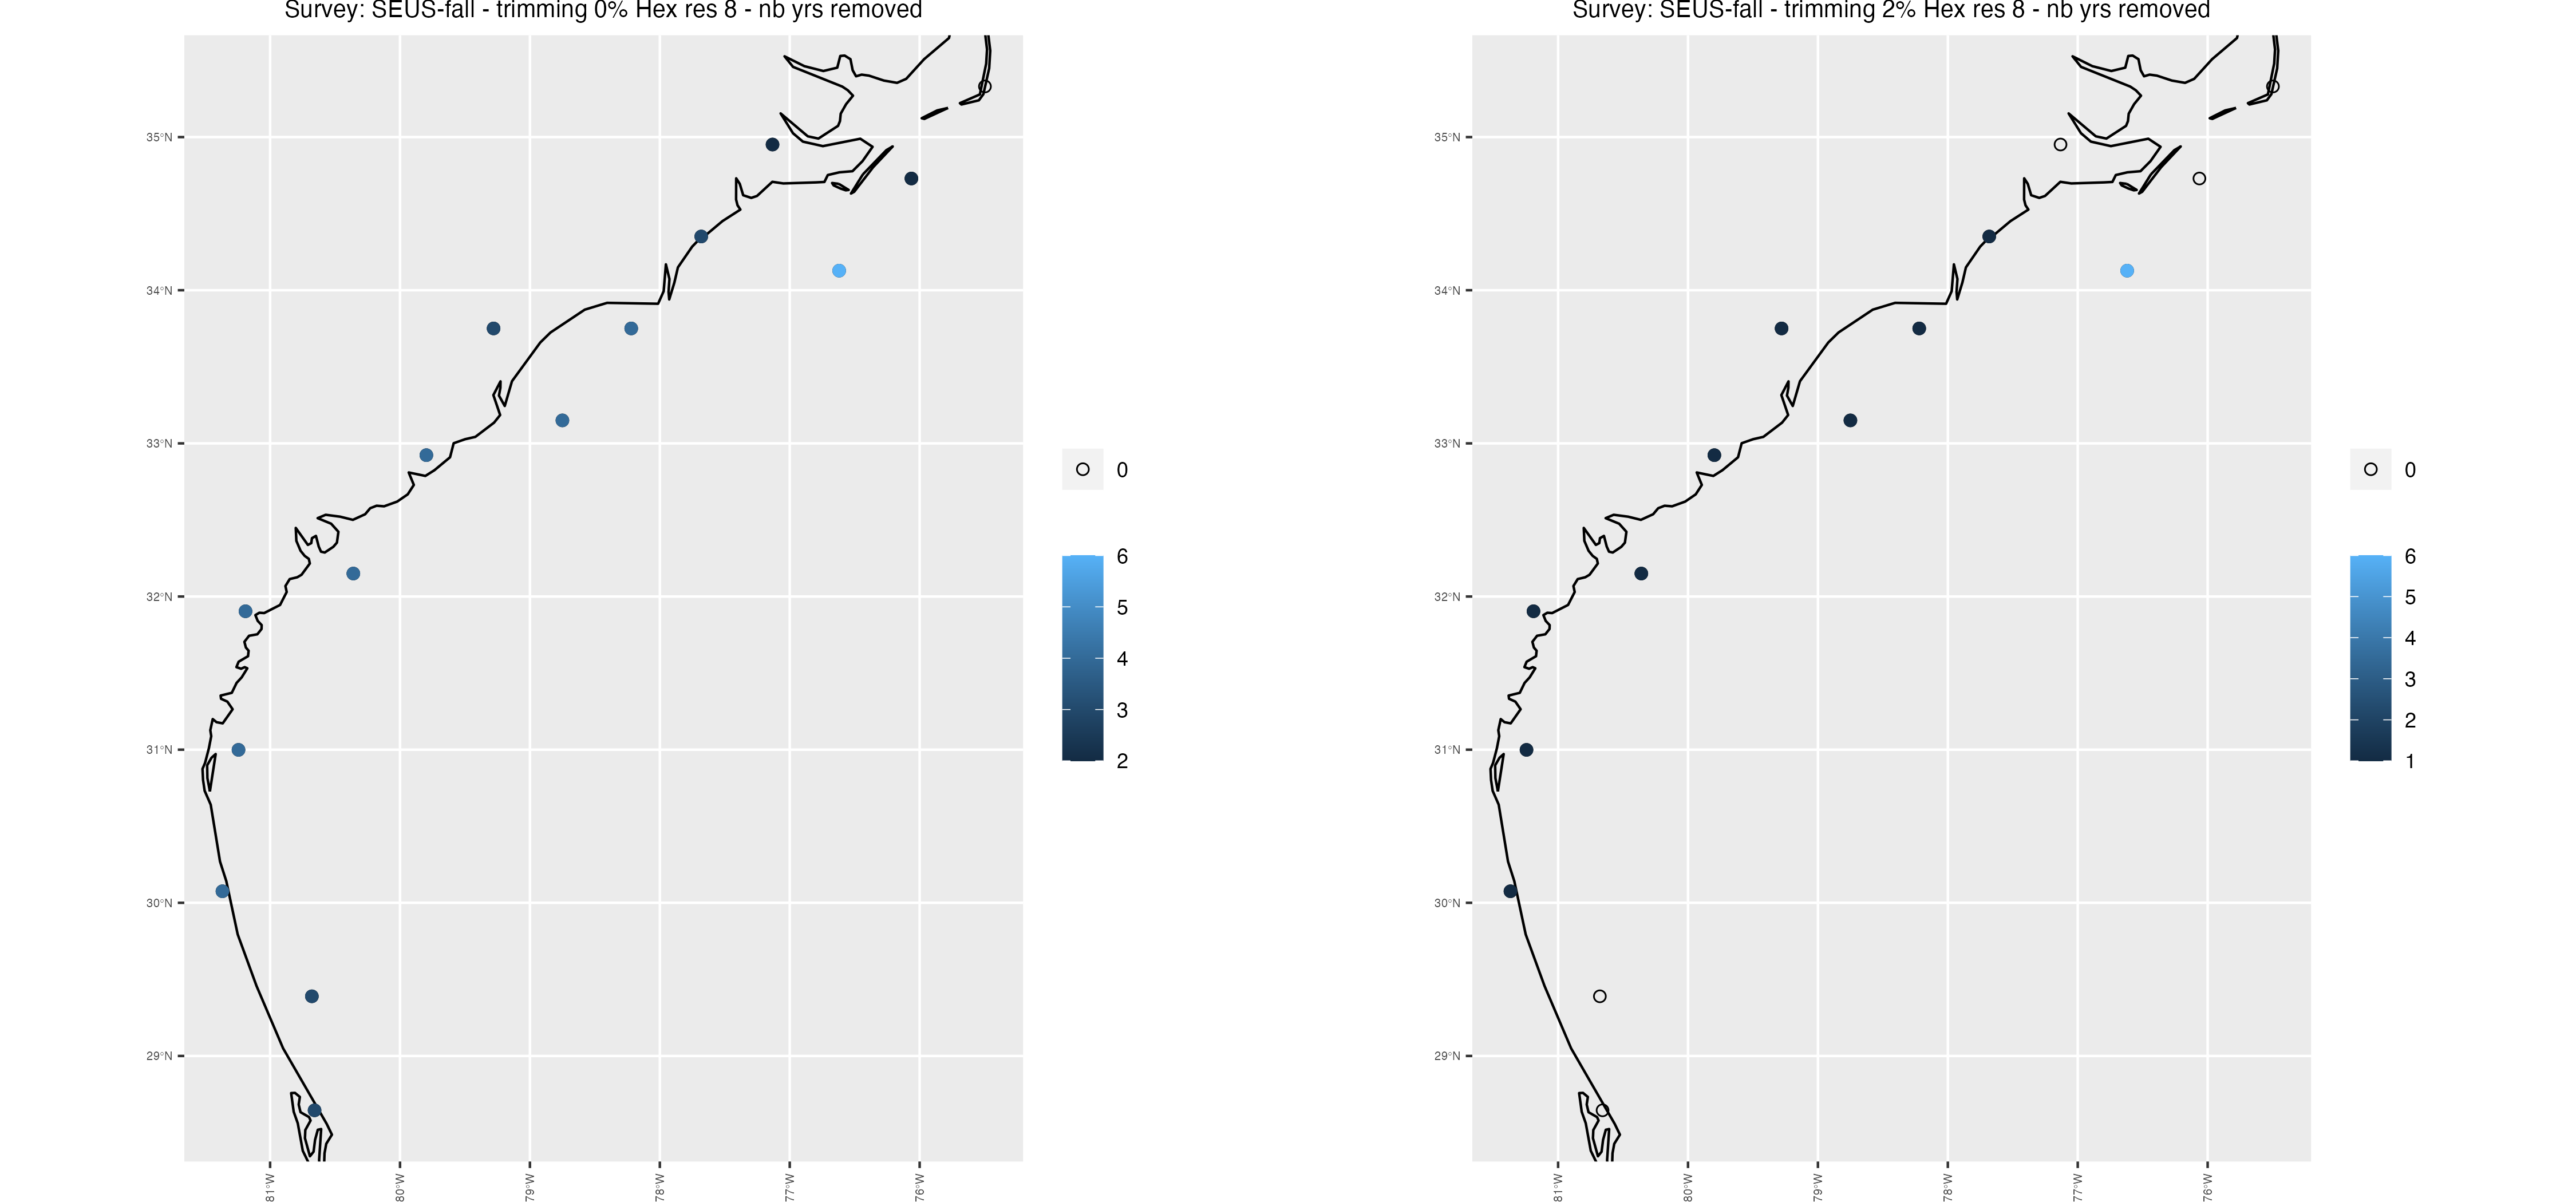 Survey: SEUS-fall - trimming 0% Hex res 8 - nb yrs removed
35°N
34°N
33°N
32°N
31°N
30°N
29°N
81°W
80°W
79°W
78°W
77°W
76°W
0
6
5
4
3
2
Survey: SEUS-fall - trimming 2% Hex res 8 - nb yrs removed
35°N
34°N
33°N
32°N
31°N
30°N
29°N
81°W
80°W
79°W
78°W
77°W
76°W
0
6
5
4
3
2
1